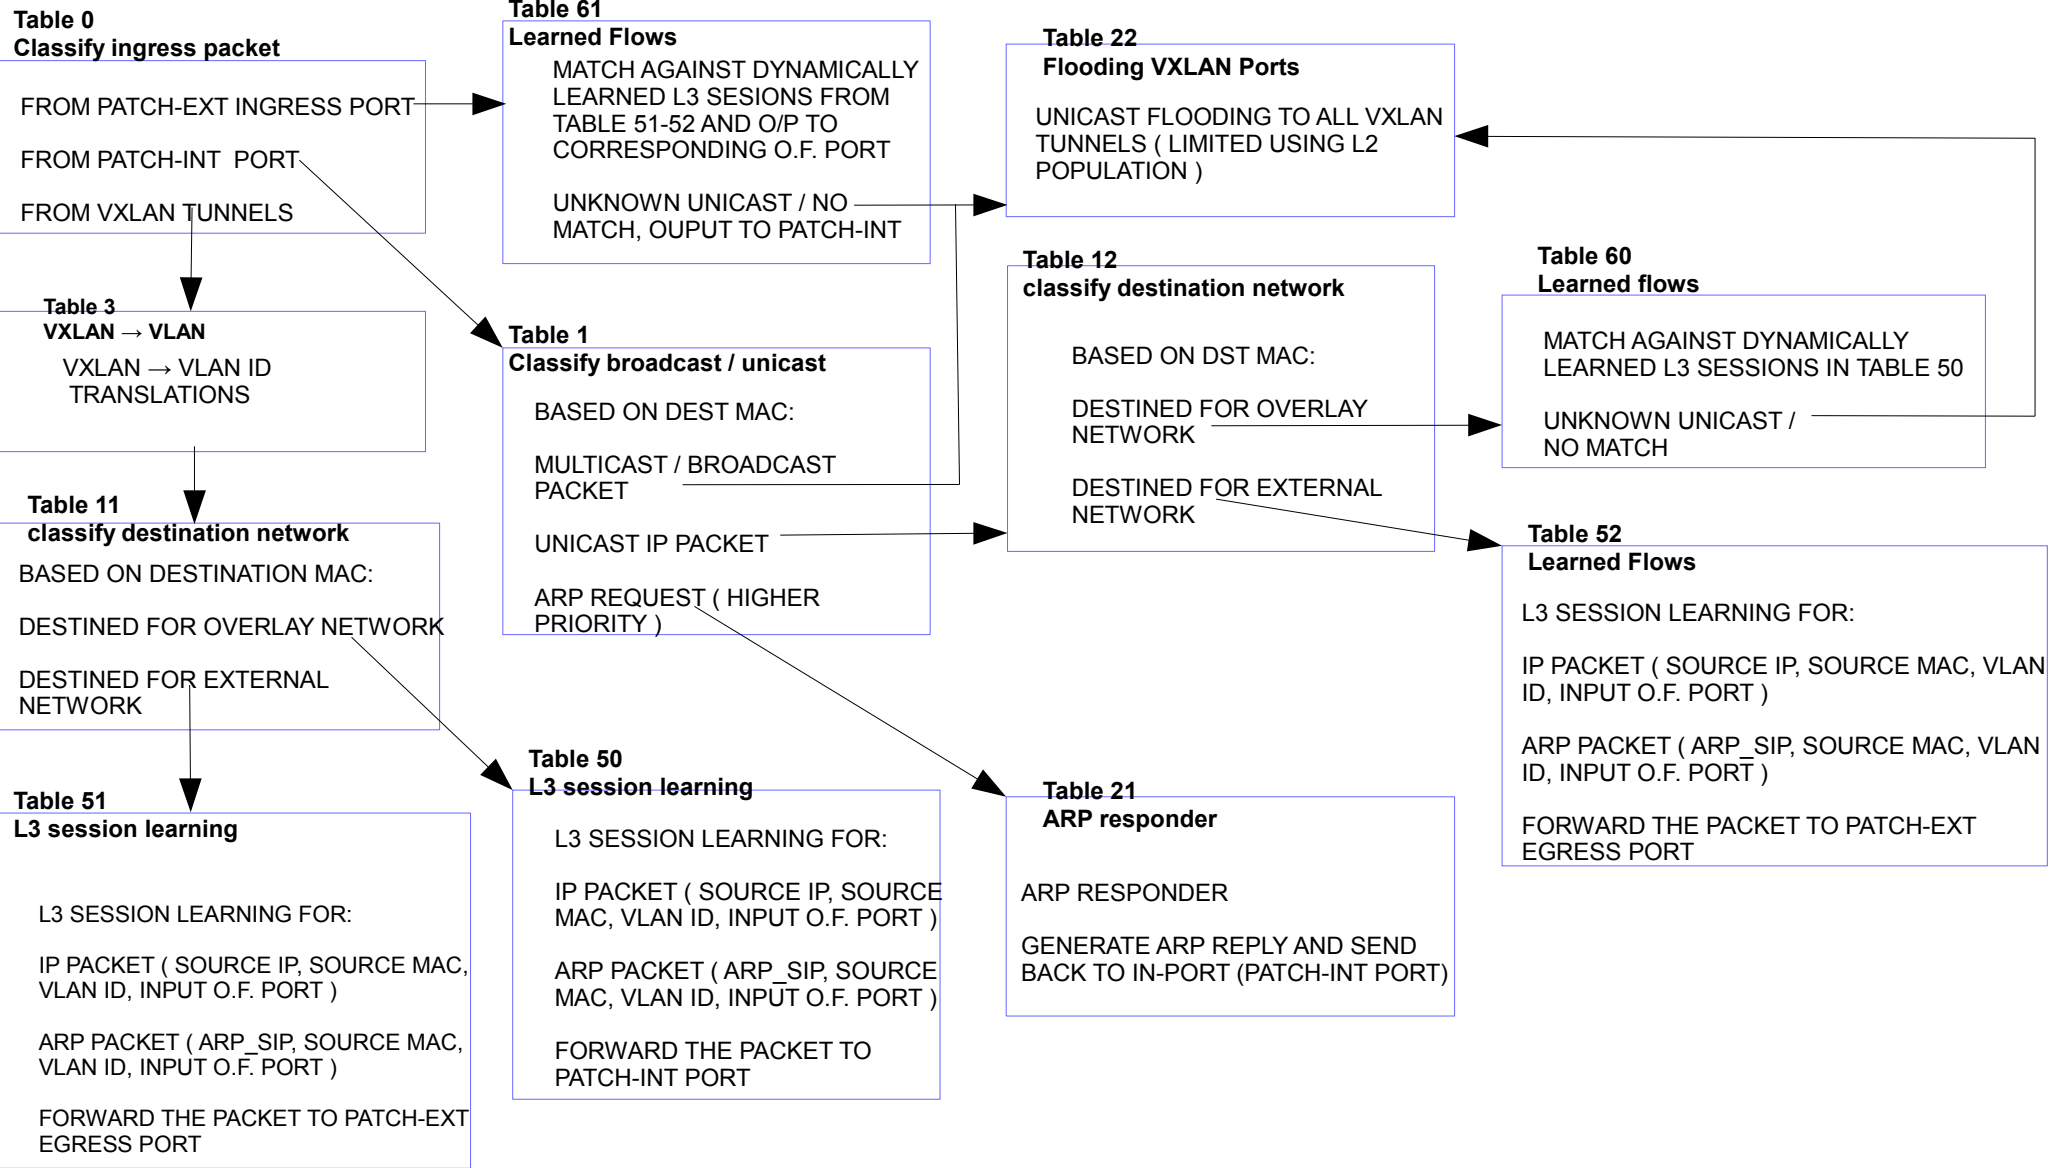 Table 0
Classify ingress packet
FROM PATCH-EXT INGRESS PORT
FROM PATCH-INT  PORT
FROM VXLAN TUNNELS
Table 61
Learned Flows
MATCH AGAINST DYNAMICALLY
LEARNED L3 SESIONS FROM
TABLE 51-52 AND O/P TO
CORRESPONDING O.F. PORT
UNKNOWN UNICAST / NO
MATCH, OUPUT TO PATCH-INT
Table 22
Flooding VXLAN Ports
UNICAST FLOODING TO ALL VXLAN
TUNNELS ( LIMITED USING L2
POPULATION )
Table 3
VXLAN → VLAN
VXLAN → VLAN ID
TRANSLATIONS
Table 1
Classify broadcast / unicast
BASED ON DEST MAC:
MULTICAST / BROADCAST
PACKET
UNICAST IP PACKET
ARP REQUEST ( HIGHER
PRIORITY )
Table 12
classify destination network
BASED ON DST MAC:
DESTINED FOR OVERLAY
NETWORK
DESTINED FOR EXTERNAL
NETWORK
Table 60
Learned flows
MATCH AGAINST DYNAMICALLY
LEARNED L3 SESSIONS IN TABLE 50
UNKNOWN UNICAST /
NO MATCH
Table 11
classify destination network
BASED ON DESTINATION MAC:
DESTINED FOR OVERLAY NETWORK
DESTINED FOR EXTERNAL
NETWORK
Table 52
Learned Flows
L3 SESSION LEARNING FOR:
IP PACKET ( SOURCE IP, SOURCE MAC, VLAN
ID, INPUT O.F. PORT )
ARP PACKET ( ARP_SIP, SOURCE MAC, VLAN
ID, INPUT O.F. PORT )
FORWARD THE PACKET TO PATCH-EXT
EGRESS PORT
Table 51
L3 session learning
L3 SESSION LEARNING FOR:
IP PACKET ( SOURCE IP, SOURCE MAC,
VLAN ID, INPUT O.F. PORT )
ARP PACKET ( ARP_SIP, SOURCE MAC,
VLAN ID, INPUT O.F. PORT )
FORWARD THE PACKET TO PATCH-EXT
EGRESS PORT
Table 50
L3 session learning
L3 SESSION LEARNING FOR:
IP PACKET ( SOURCE IP, SOURCE
MAC, VLAN ID, INPUT O.F. PORT )
ARP PACKET ( ARP_SIP, SOURCE
MAC, VLAN ID, INPUT O.F. PORT )
FORWARD THE PACKET TO
PATCH-INT PORT
Table 21
ARP responder
ARP RESPONDER
GENERATE ARP REPLY AND SEND
BACK TO IN-PORT (PATCH-INT PORT)